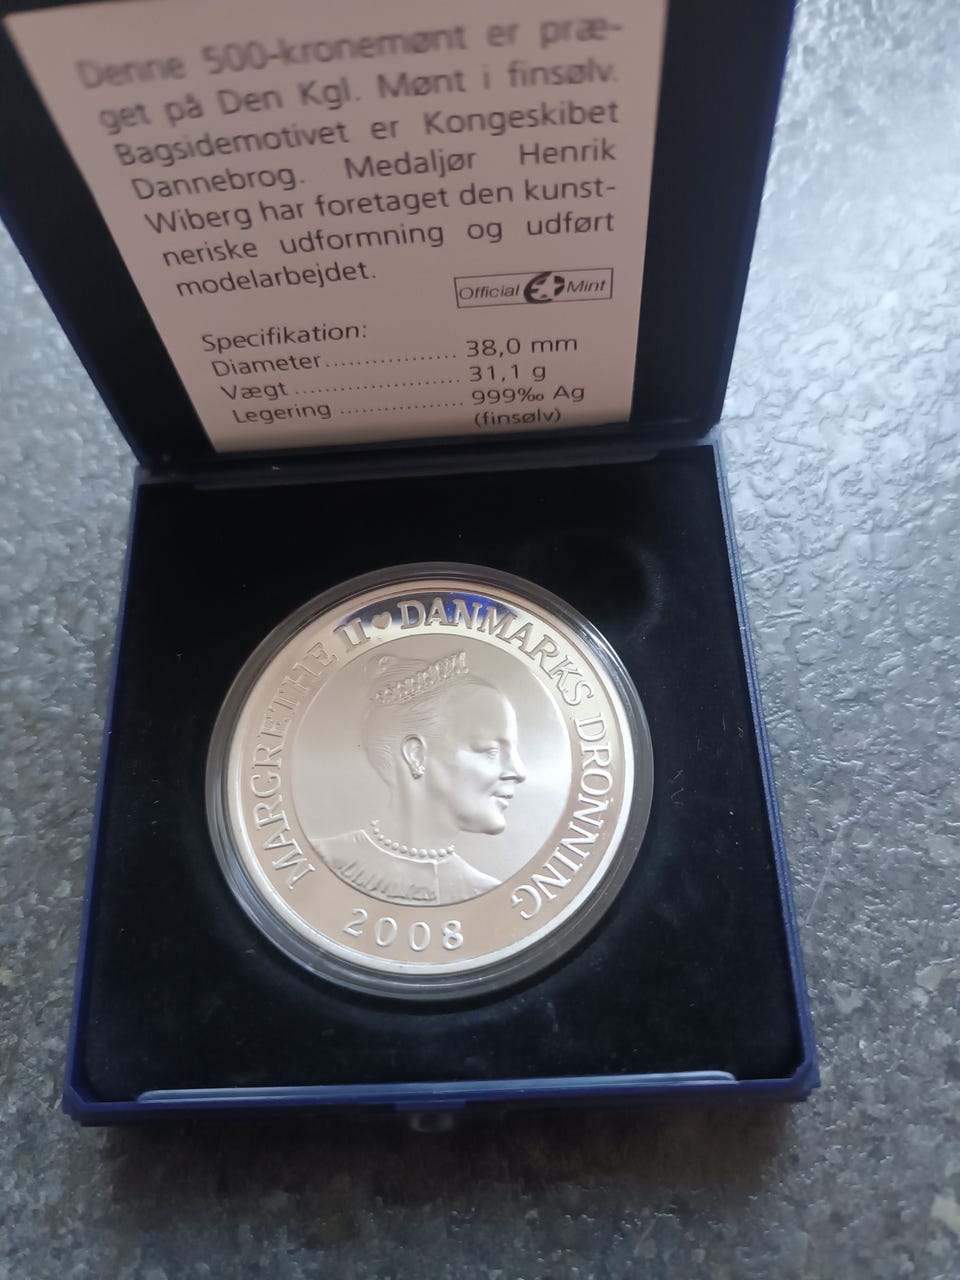 Denne 500-kronemønt er præ-
get på Den Kgl. Mønt i finsølv.
Bagsidemotivet er Kongeskibet
Dannebrog. Medaljør Henrik
Wiberg har foretaget den kunst-
neriske udformning og udført
modelarbejdet.
Official Mint
Specifikation:
Diameter.................. 38,0 mm
Vægt ...................... 31,1 g
Legering ................. 999‰ Ag
(finsølv)
MARGRETHE II ♥ DANMARKS DRONNING
2008